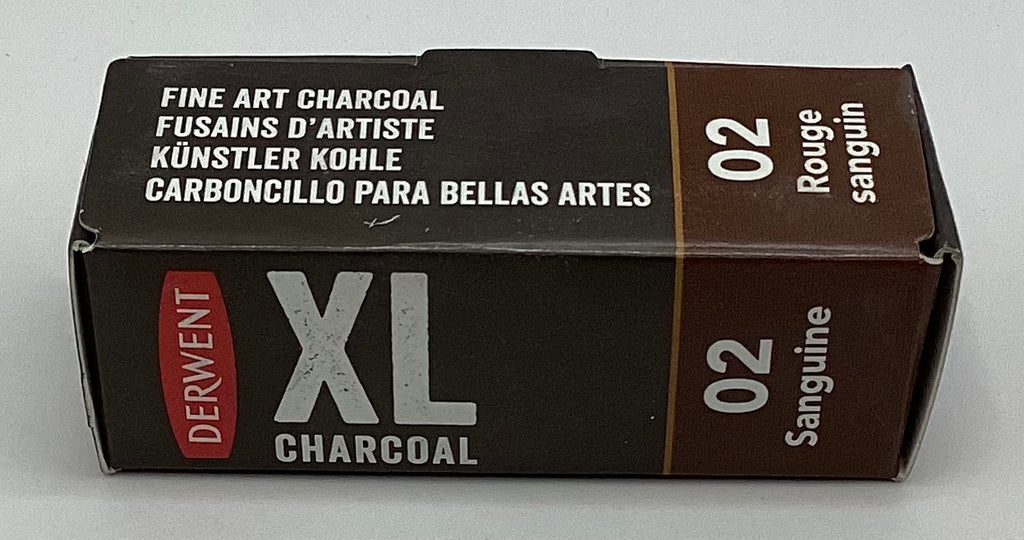 FINE ART CHARCOAL
FUSAINS D'ARTISTE
KÜNSTLER KOHLE
CARBONCILLO PARA BELLAS ARTES
02
Rouge
sanguin
DERWENT
XL
CHARCOAL
02
Sanguine